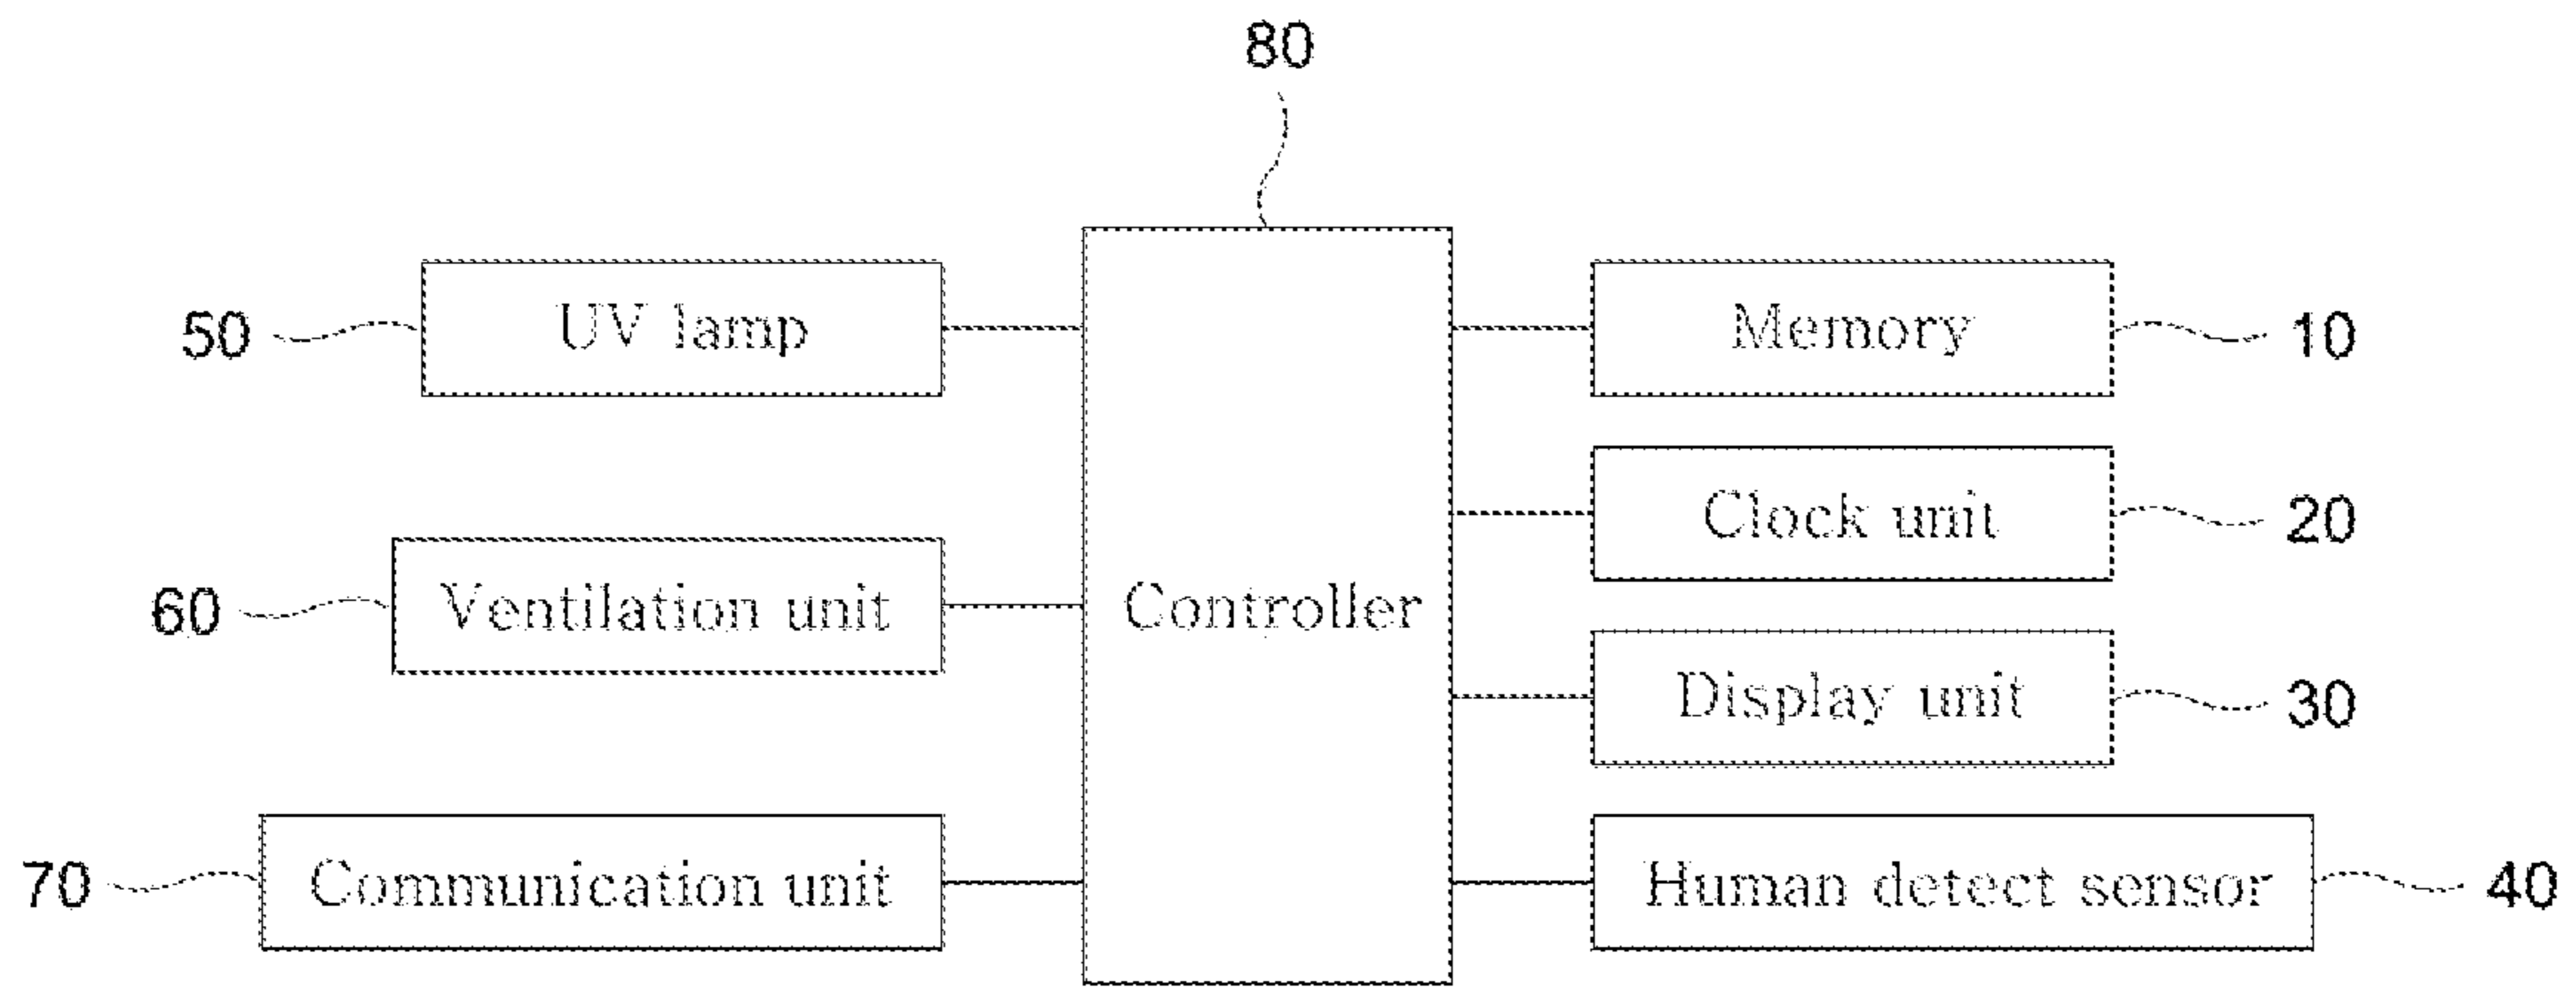 80
50 UV lamp Memory 10
Clock unit 20
60 Ventilation unit Controller
Display unit 30
70 Communication unit Human detect sensor 40